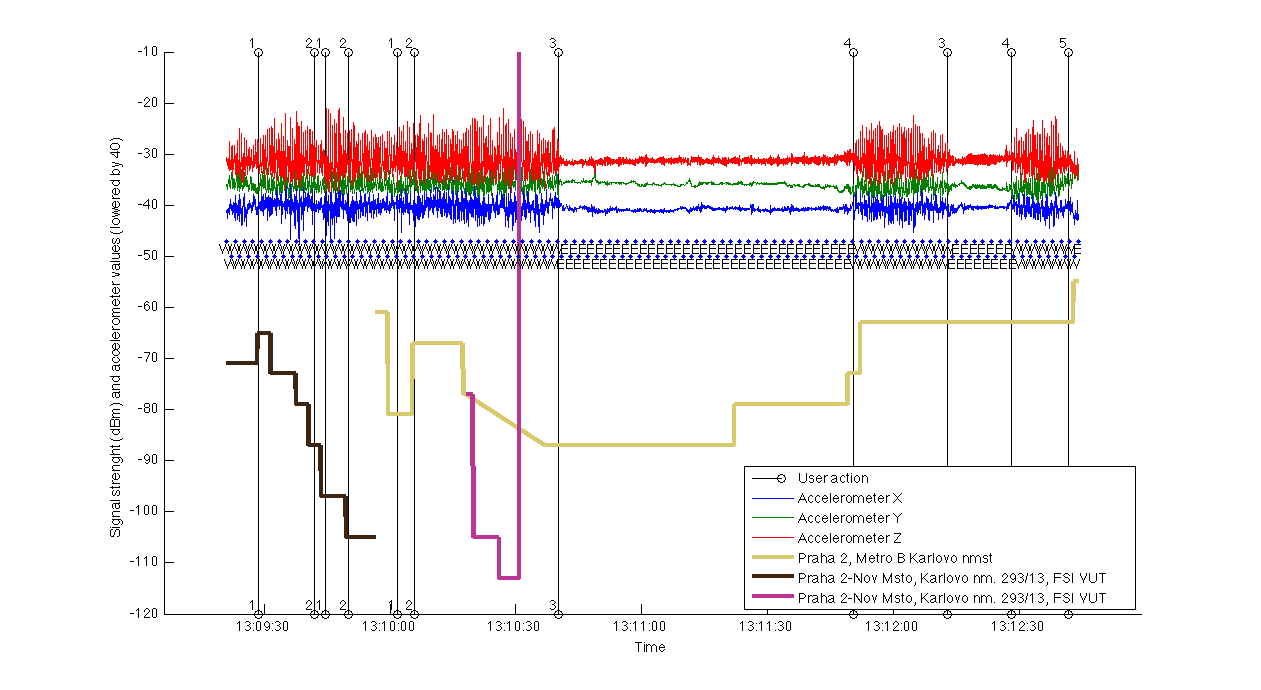 1 2 1 2 1 2 3 4 3 4 5
-10
-20
-30
-40
-50
-60
-70
-80
-90
-100
-110
-120
Signal strenght (dBm) and accelerometer values (lowered by 40)
User action
Accelerometer X
Accelerometer Y
Accelerometer Z
Praha 2, Metro B Karlovo nmst
Praha 2-Nov Msto, Karlovo nm. 293/13, FSI VUT
Praha 2-Nov Msto, Karlovo nm. 293/13, FSI VUT
1 2 1 2 1 2 3
13:09:30 13:10:00 13:10:30 13:11:00 13:11:30 13:12:00 13:12:30
Time